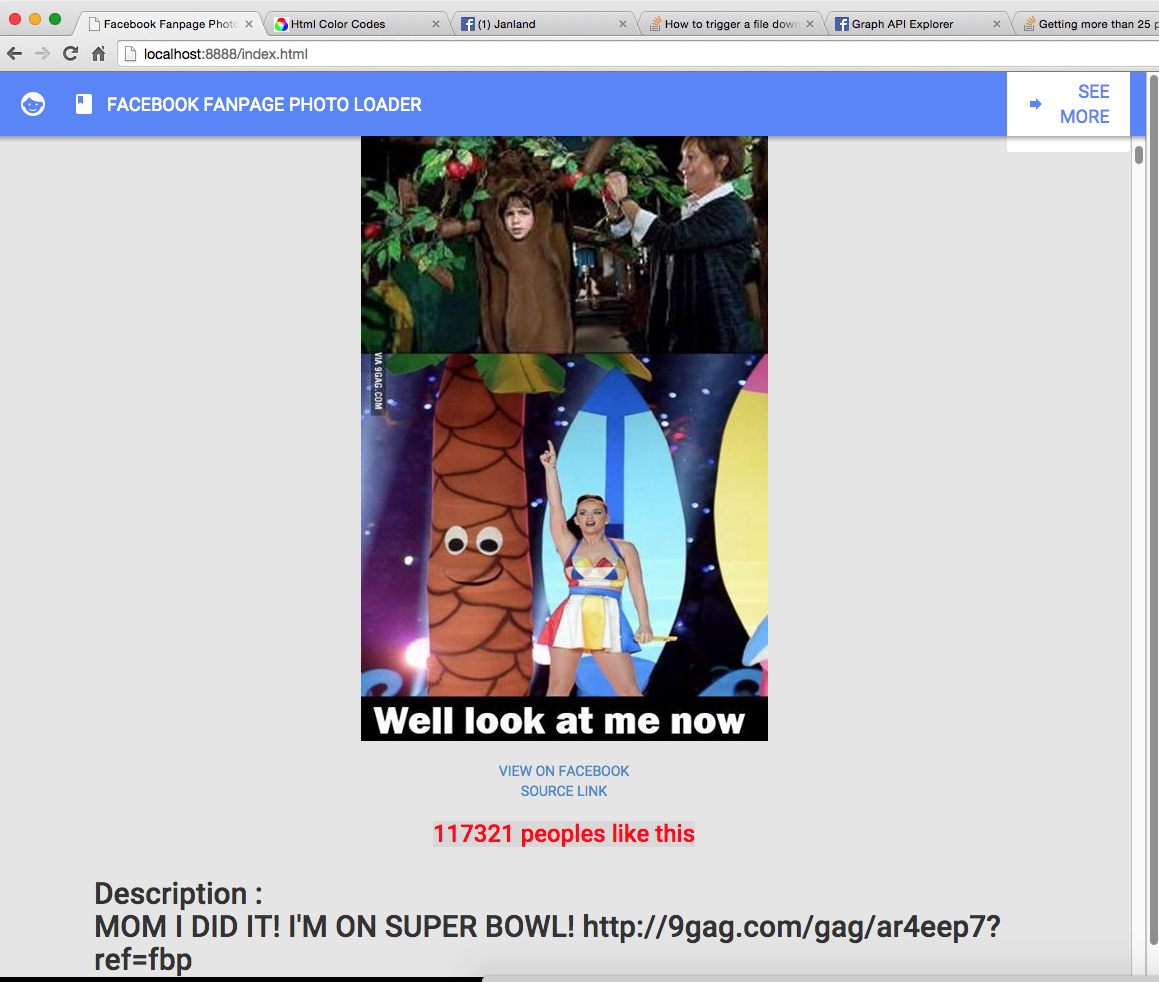 Facebook Fanpage Phot
Html Color Codes
(1) Janland
How to trigger a file dow
Graph API Explorer
Getting more than 25 p
localhost:8888/index.html
FACEBOOK FANPAGE PHOTO LOADER
SEE
MORE
VIA 9GAG.COM
Well look at me now
VIEW ON FACEBOOK
SOURCE LINK
117321 peoples like this
Description :
MOM I DID IT! I'M ON SUPER BOWL! http://9gag.com/gag/ar4eep7?
ref=fbp